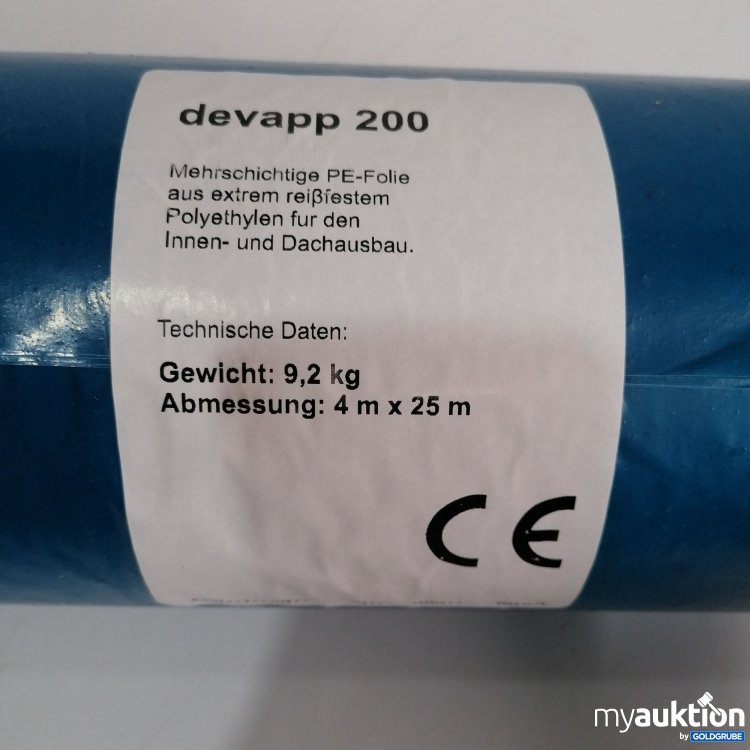 devapp 200
Mehrschichtige PE-Folie
aus extrem reißfestem
Polyethylen fur den
Innen- und Dachausbau.
Technische Daten:
Gewicht: 9,2 kg
Abmessung: 4 m x 25 m
CE
myauktion
by GOLDGRUBE